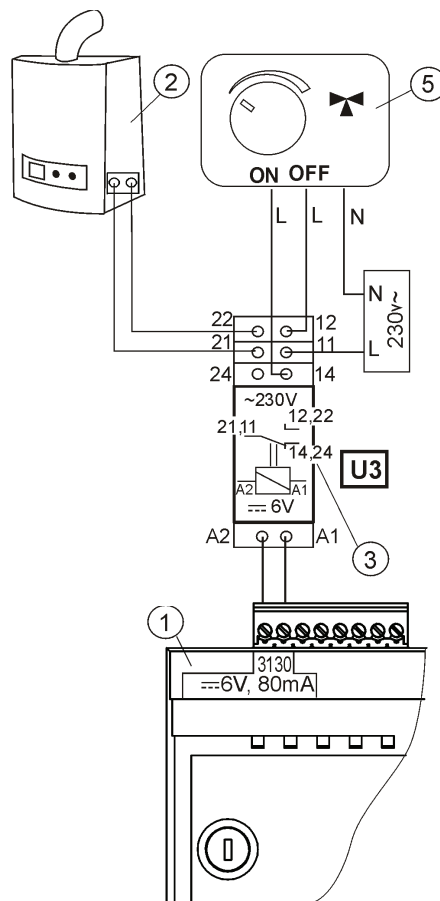 2
5
ON OFF
L L N
22 12
21 11
24 14
N
L
230v~
~230V
12,22
21,11
14,24
A2 A1
⎓ 6V
U3
A2 A1
3
1
3130
⎓6V, 80mA